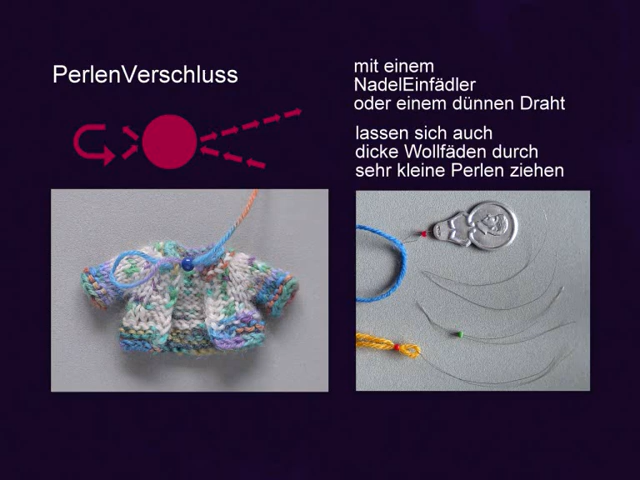 PerlenVerschluss
mit einem
NadelEinfädler
oder einem dünnen Draht
lassen sich auch
dicke Wollfäden durch
sehr kleine Perlen ziehen